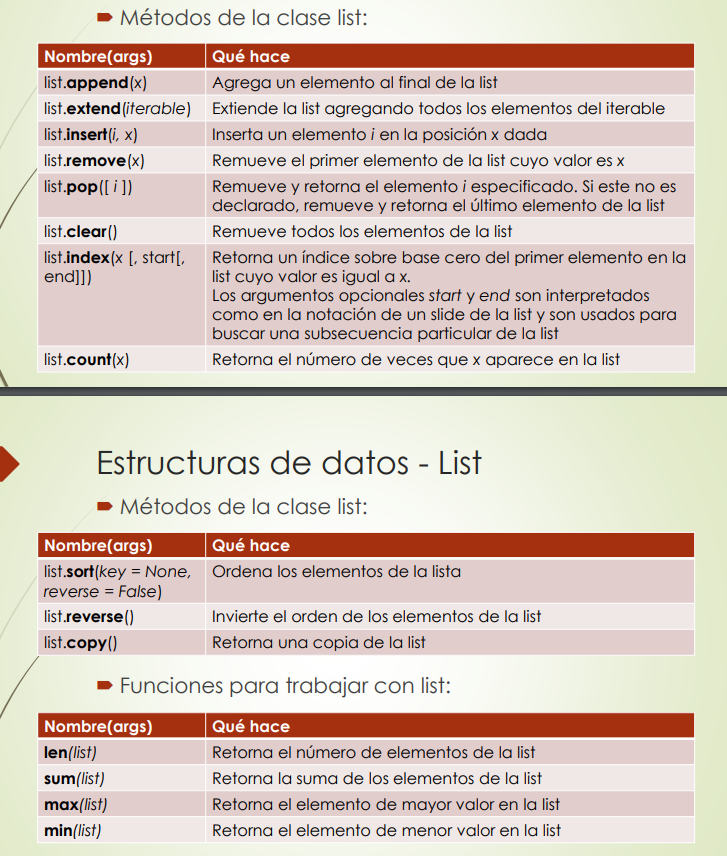 Métodos de la clase list:
Nombre(args) Qué hace
list.append(x) Agrega un elemento al final de la list
list.extend(iterable) Extiende la list agregando todos los elementos del iterable
list.insert(i, x) Inserta un elemento i en la posición x dada
list.remove(x) Remueve el primer elemento de la list cuyo valor es x
list.pop([ i ]) Remueve y retorna el elemento i especificado. Si este no es
declarado, remueve y retorna el último elemento de la list
list.clear() Remueve todos los elementos de la list
list.index(x [, start[,
end]]) Retorna un índice sobre base cero del primer elemento en la
list cuyo valor es igual a x.
Los argumentos opcionales start y end son interpretados
como en la notación de un slide de la list y son usados para
buscar una subsecuencia particular de la list
list.count(x) Retorna el número de veces que x aparece en la list
Estructuras de datos - List
Métodos de la clase list:
Nombre(args) Qué hace
list.sort(key = None,
reverse = False) Ordena los elementos de la lista
list.reverse() Invierte el orden de los elementos de la list
list.copy() Retorna una copia de la list
Funciones para trabajar con list:
Nombre(args) Qué hace
len(list) Retorna el número de elementos de la list
sum(list) Retorna la suma de los elementos de la list
max(list) Retorna el elemento de mayor valor en la list
min(list) Retorna el elemento de menor valor en la list